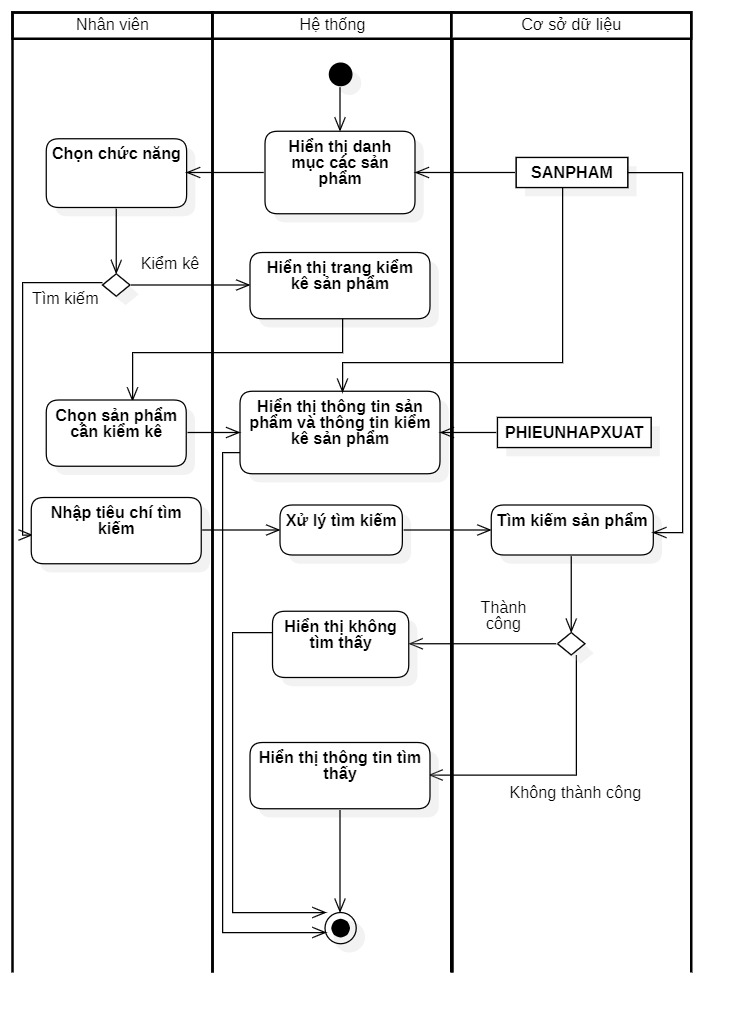 Nhân viên
Hệ thống
Cơ sở dữ liệu
Chọn chức năng
Hiển thị danh
mục các sản
phẩm
SANPHAM
Kiểm kê
Tìm kiếm
Hiển thị trang kiểm
kê sản phẩm
Chọn sản phẩm
cần kiểm kê
Hiển thị thông tin sản
phẩm và thông tin kiểm
kê sản phẩm
PHIEUNHAPXUAT
Nhập tiêu chí tìm
kiếm
Xử lý tìm kiếm
Tìm kiếm sản phẩm
Thành
công
Hiển thị không
tìm thấy
Hiển thị thông tin tìm
thấy
Không thành công